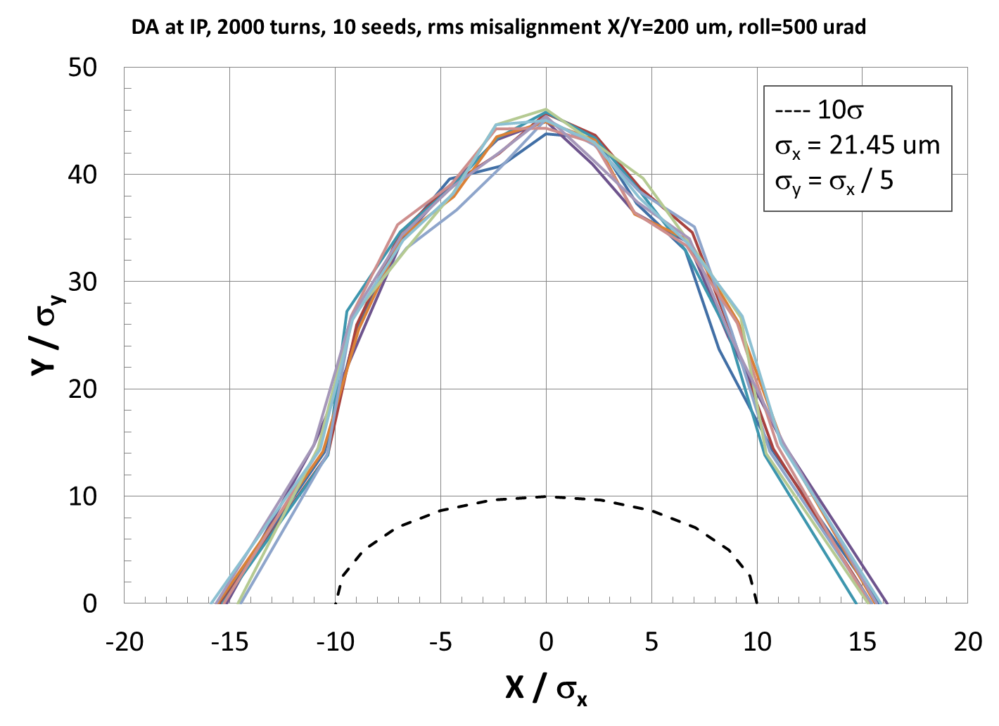 DA at IP, 2000 turns, 10 seeds, rms misalignment X/Y=200 um, roll=500 urad
50
---- 10σ
σx = 21.45 um
40
σy = σx / 5
30
Y / σy
20
10
0
-20 -15 -10 -5 0 5 10 15 20
X / σx